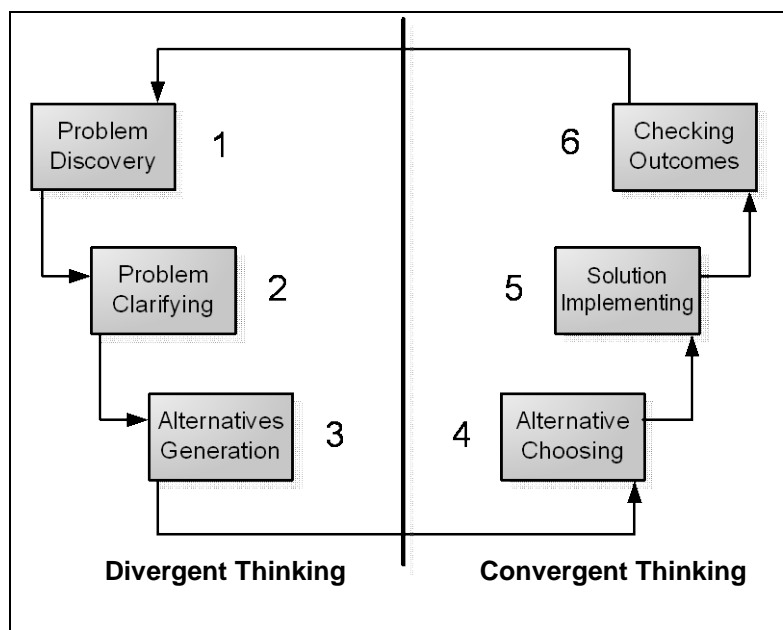 Problem
Discovery
1
Problem
Clarifying
2
Alternatives
Generation
3
Divergent Thinking
Checking
Outcomes
6
Solution
Implementing
5
Alternative
Choosing
4
Convergent Thinking